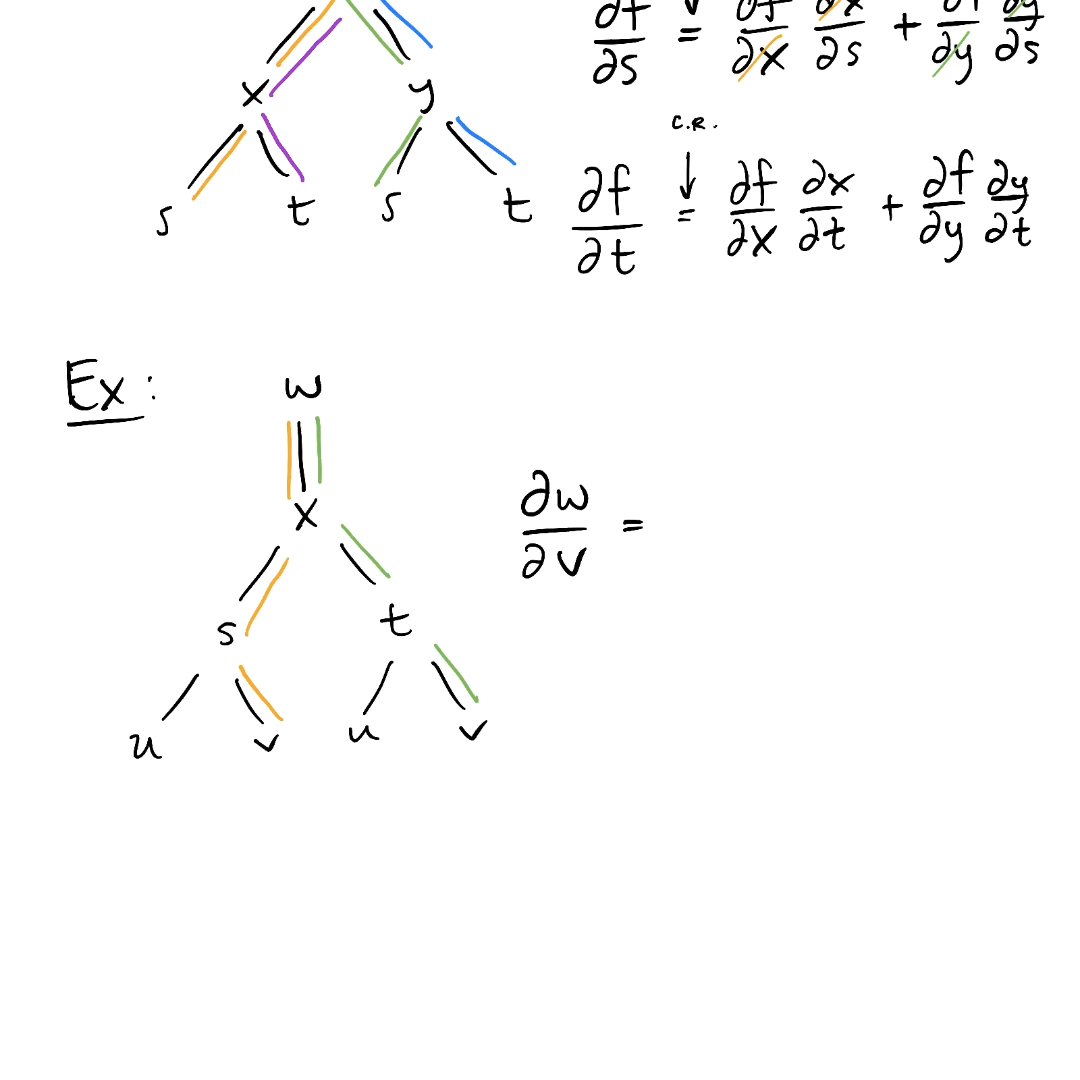 ∂f/∂s = ∂f/∂x ∂x/∂s + ∂f/∂y ∂y/∂s
x y
C.R.
↓
s t s t
∂f/∂t = ∂f/∂x ∂x/∂t + ∂f/∂y ∂y/∂t
Ex:
w
x
∂w/∂v =
s t
u v u v